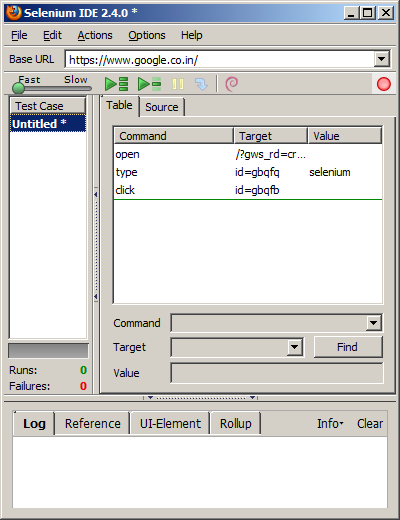 Selenium IDE 2.4.0 *
File Edit Actions Options Help
Base URL https://www.google.co.in/
Fast Slow
Test Case
Untitled *
Table Source
Command Target Value
open /?gws_rd=cr...
type id=gbqfq selenium
click id=gbqfb
Command
Target Find
Value
Runs: 0
Failures: 0
Log Reference UI-Element Rollup Info Clear